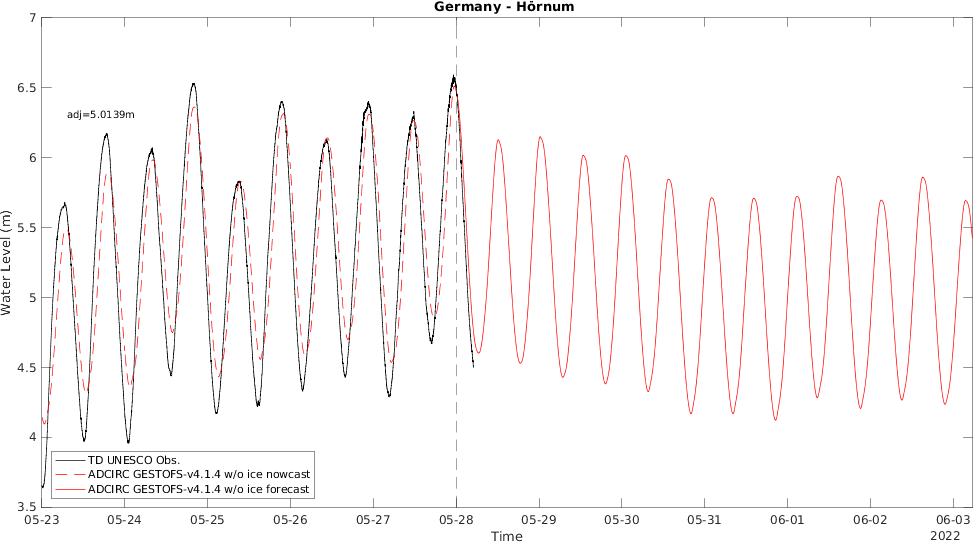 Germany - Hörnum
7
6.5
6
5.5
5
4.5
4
3.5
Water Level (m)
adj=5.0139m
TD UNESCO Obs.
ADCIRC GESTOFS-v4.1.4 w/o ice nowcast
ADCIRC GESTOFS-v4.1.4 w/o ice forecast
05-23 05-24 05-25 05-26 05-27 05-28 05-29 05-30 05-31 06-01 06-02 06-03
Time
2022